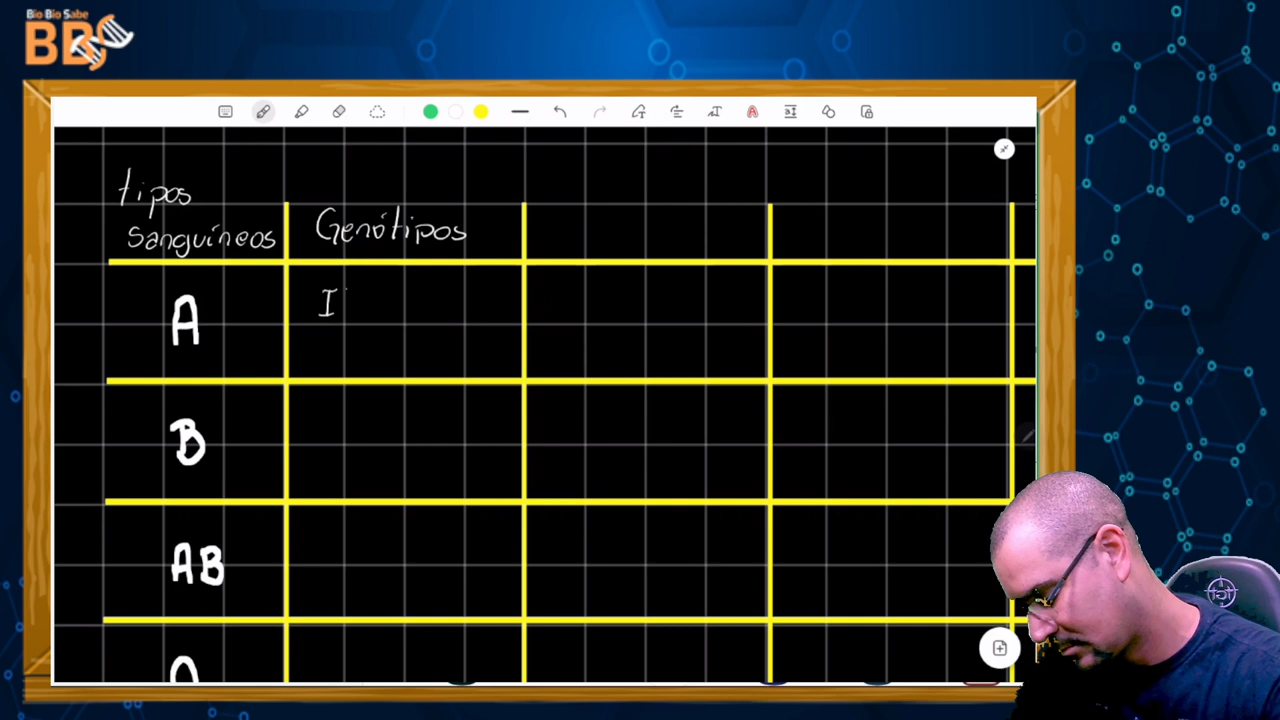 Bio Bio Sabe
BBS
tipos
sanguíneos
Genótipos
A
I
B
AB